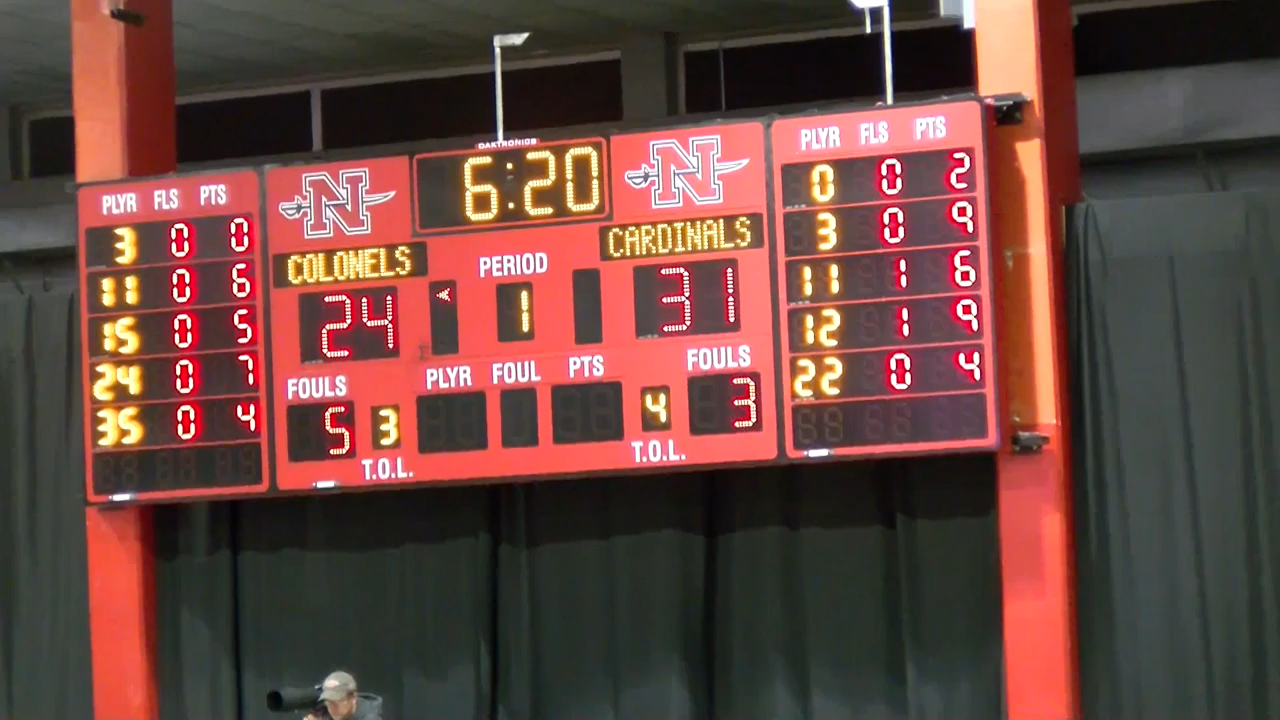 DAKTRONICS
6:20
PLYR FLS PTS
3 0 0
11 0 6
15 0 5
24 0 7
35 0 4
N
COLONELS
24
FOULS
5
3
T.O.L.
PERIOD
1
PLYR FOUL PTS
N
CARDINALS
31
FOULS
4
3
T.O.L.
PLYR FLS PTS
0 0 2
3 0 9
11 1 6
12 1 9
22 0 4